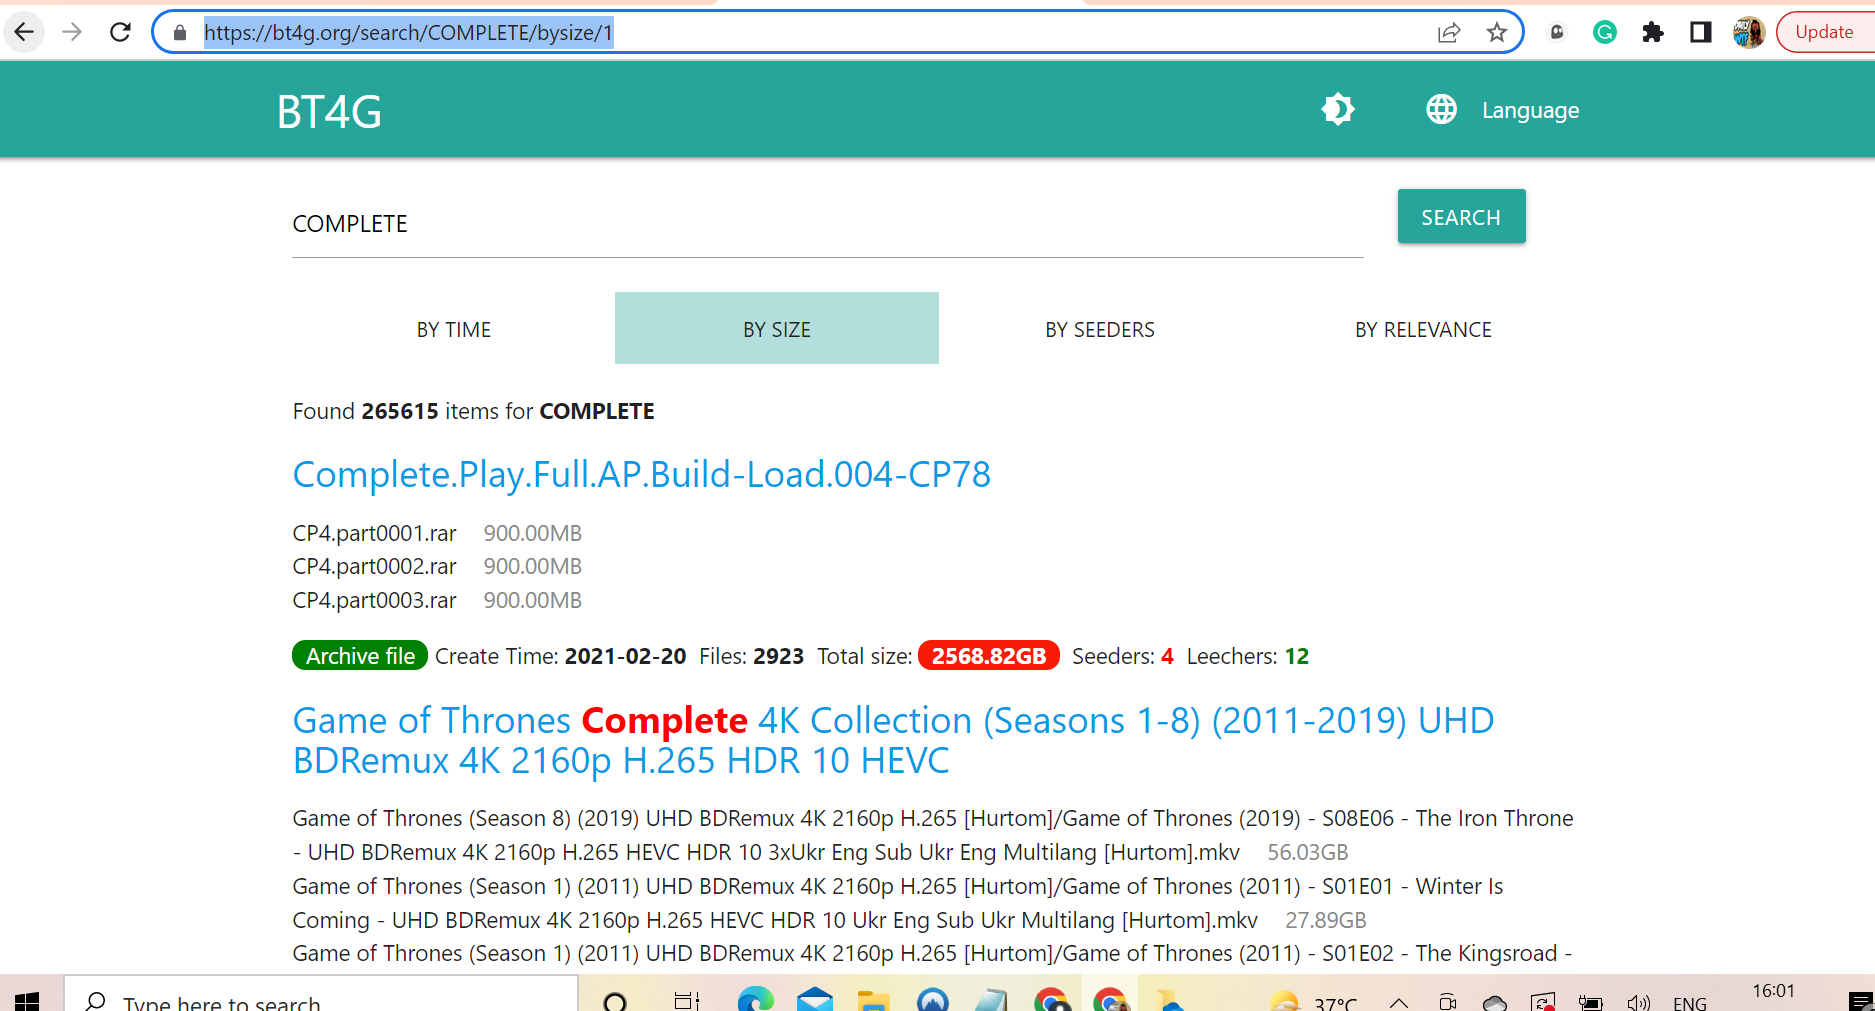 https://bt4g.org/search/COMPLETE/bysize/1
Update
BT4G
Language
COMPLETE
SEARCH
BY TIME
BY SIZE
BY SEEDERS
BY RELEVANCE
Found 265615 items for COMPLETE
Complete.Play.Full.AP.Build-Load.004-CP78
CP4.part0001.rar 900.00MB
CP4.part0002.rar 900.00MB
CP4.part0003.rar 900.00MB
Archive file Create Time: 2021-02-20 Files: 2923 Total size: 2568.82GB Seeders: 4 Leechers: 12
Game of Thrones Complete 4K Collection (Seasons 1-8) (2011-2019) UHD
BDRemux 4K 2160p H.265 HDR 10 HEVC
Game of Thrones (Season 8) (2019) UHD BDRemux 4K 2160p H.265 [Hurtom]/Game of Thrones (2019) - S08E06 - The Iron Throne
- UHD BDRemux 4K 2160p H.265 HEVC HDR 10 3xUkr Eng Sub Ukr Eng Multilang [Hurtom].mkv 56.03GB
Game of Thrones (Season 1) (2011) UHD BDRemux 4K 2160p H.265 [Hurtom]/Game of Thrones (2011) - S01E01 - Winter Is
Coming - UHD BDRemux 4K 2160p H.265 HEVC HDR 10 Ukr Eng Sub Ukr Multilang [Hurtom].mkv 27.89GB
Game of Thrones (Season 1) (2011) UHD BDRemux 4K 2160p H.265 [Hurtom]/Game of Thrones (2011) - S01E02 - The Kingsroad -
Type here to search
37°C
ENG
16:01